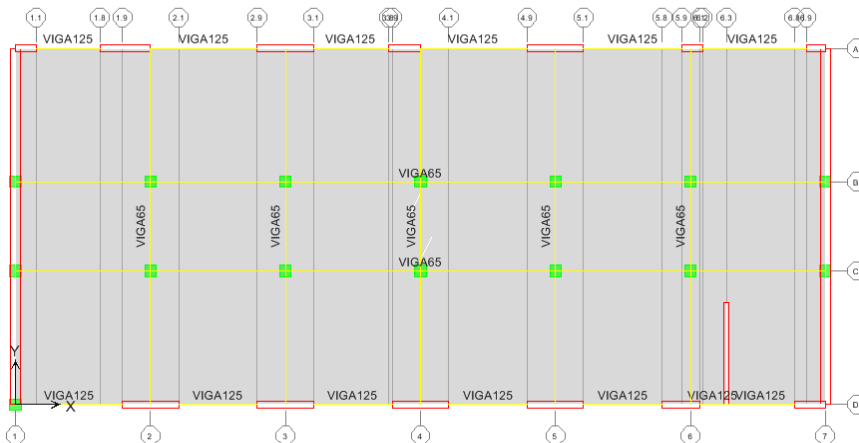 1.1 1.8 1.9 2.1 2.9 3.1 4.1 4.9 5.1 5.8 5.9 6.3 6.8 6.9
VIGA125 VIGA125 VIGA125 VIGA125 VIGA125 VIGA125
A
VIGA65
B
VIGA65 VIGA65 VIGA65 VIGA65 VIGA65
VIGA65
C
Y
VIGA125 VIGA125 VIGA125 VIGA125 VIGA125 VIGA125 VIGA125
X
D
1 2 3 4 5 6 7